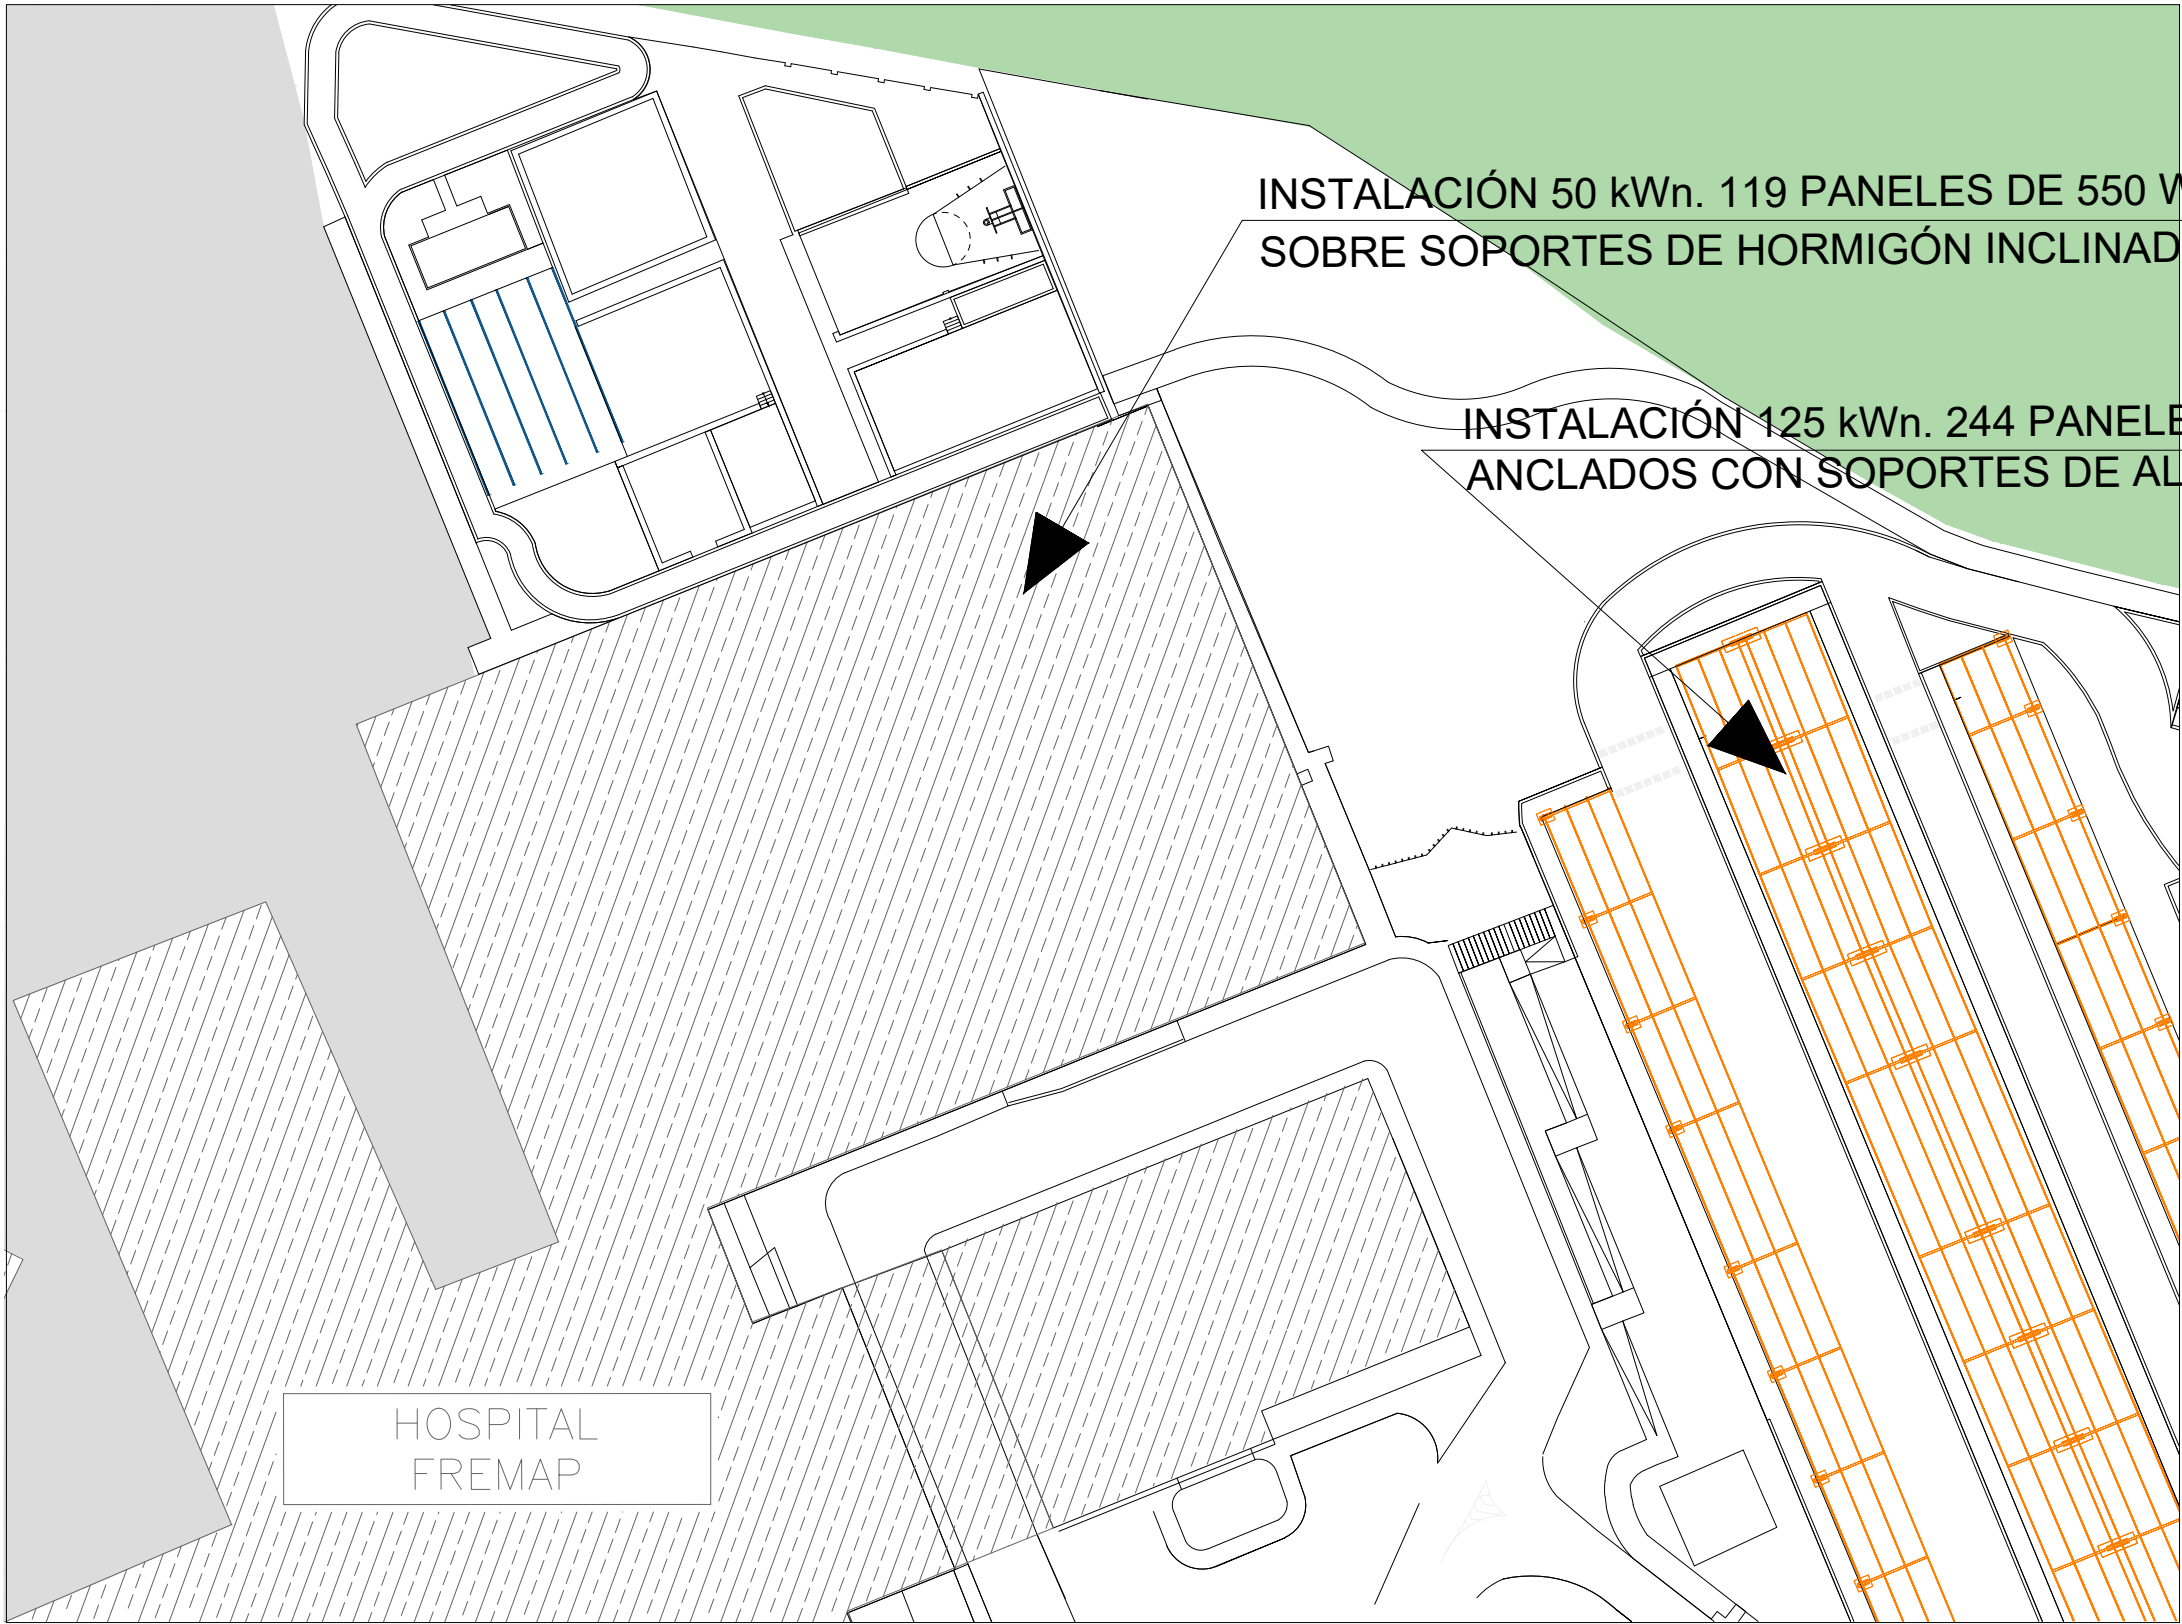 INSTALACIÓN 50 kWn. 119 PANELES DE 550 W
SOBRE SOPORTES DE HORMIGÓN INCLINAD
INSTALACIÓN 125 kWn. 244 PANELE
ANCLADOS CON SOPORTES DE AL
HOSPITAL
FREMAP